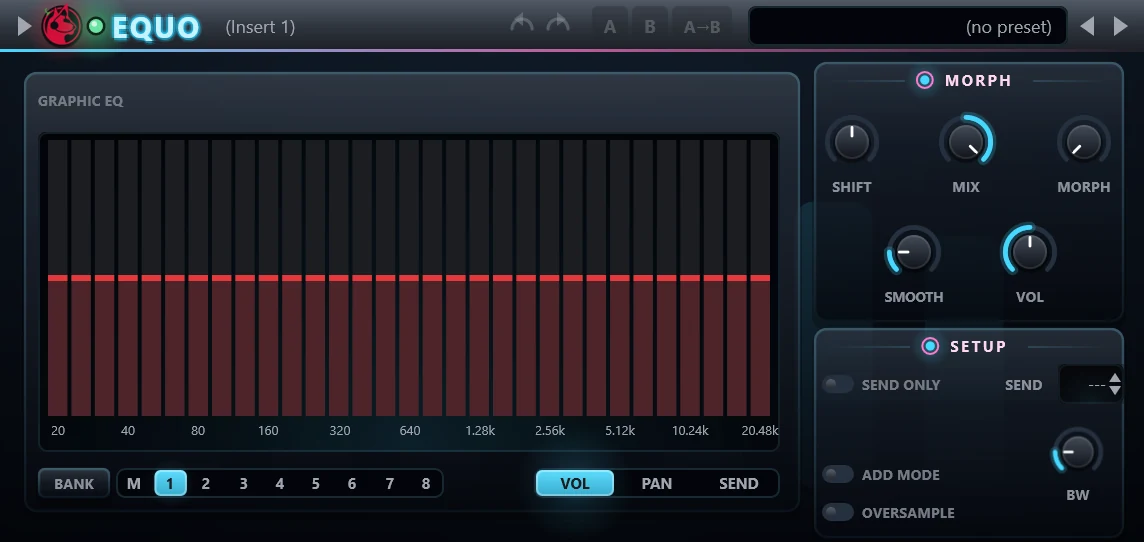 EQUO (Insert 1) A B A→B (no preset)
GRAPHIC EQ
20 40 80 160 320 640 1.28k 2.56k 5.12k 10.24k 20.48k
BANK M 1 2 3 4 5 6 7 8 VOL PAN SEND
MORPH
SHIFT MIX MORPH
SMOOTH VOL
SETUP
SEND ONLY SEND ---
ADD MODE
BW
OVERSAMPLE